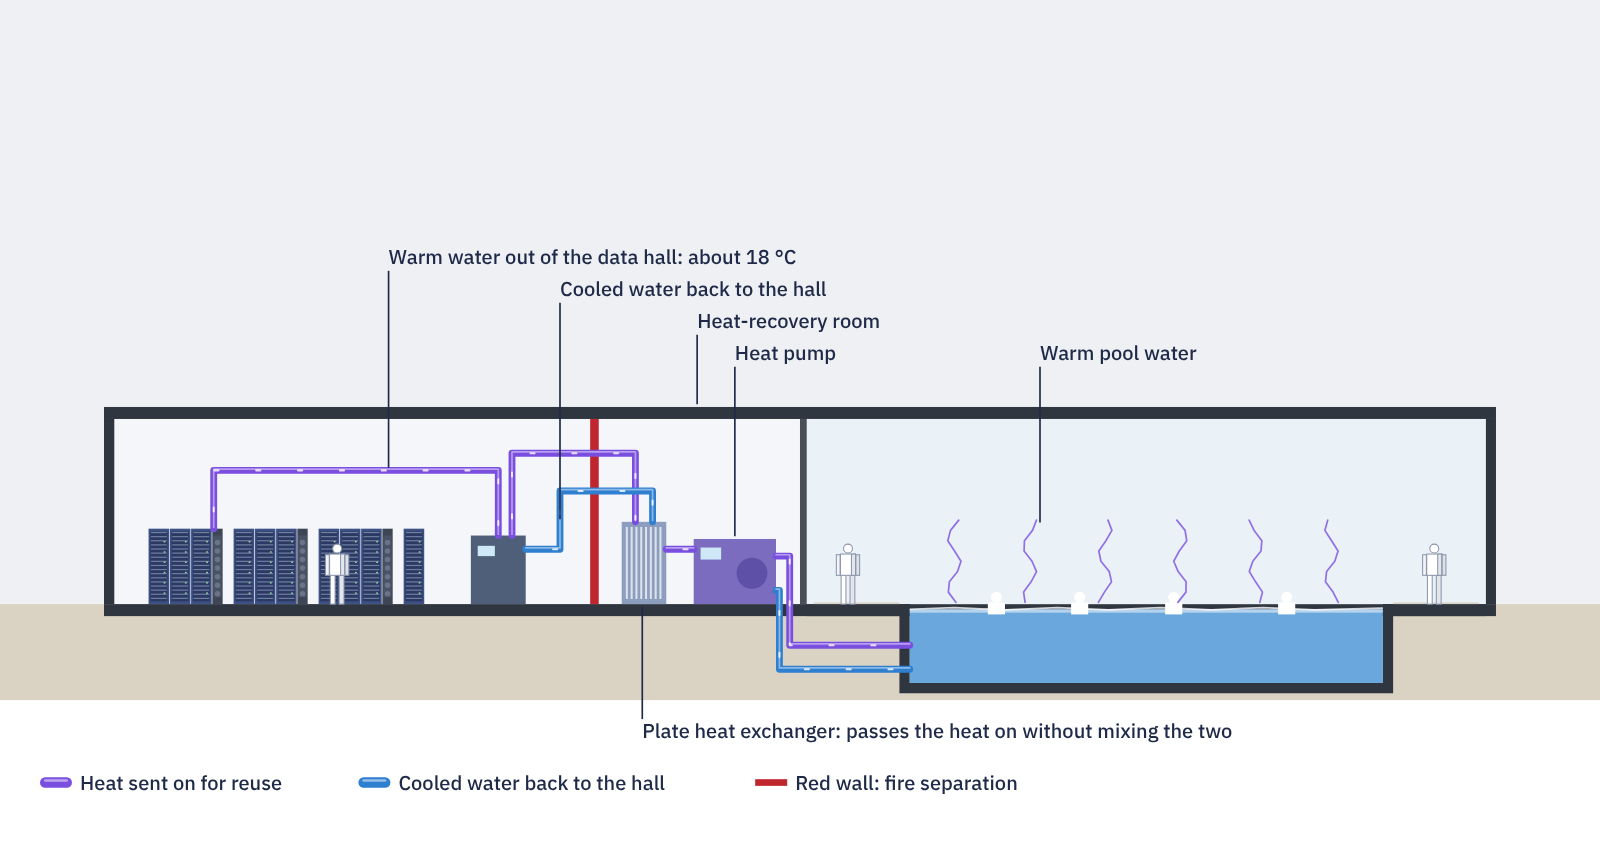 Warm water out of the data hall: about 18 °C
Cooled water back to the hall
Heat-recovery room
Heat pump
Warm pool water
Plate heat exchanger: passes the heat on without mixing the two
Heat sent on for reuse
Cooled water back to the hall
Red wall: fire separation